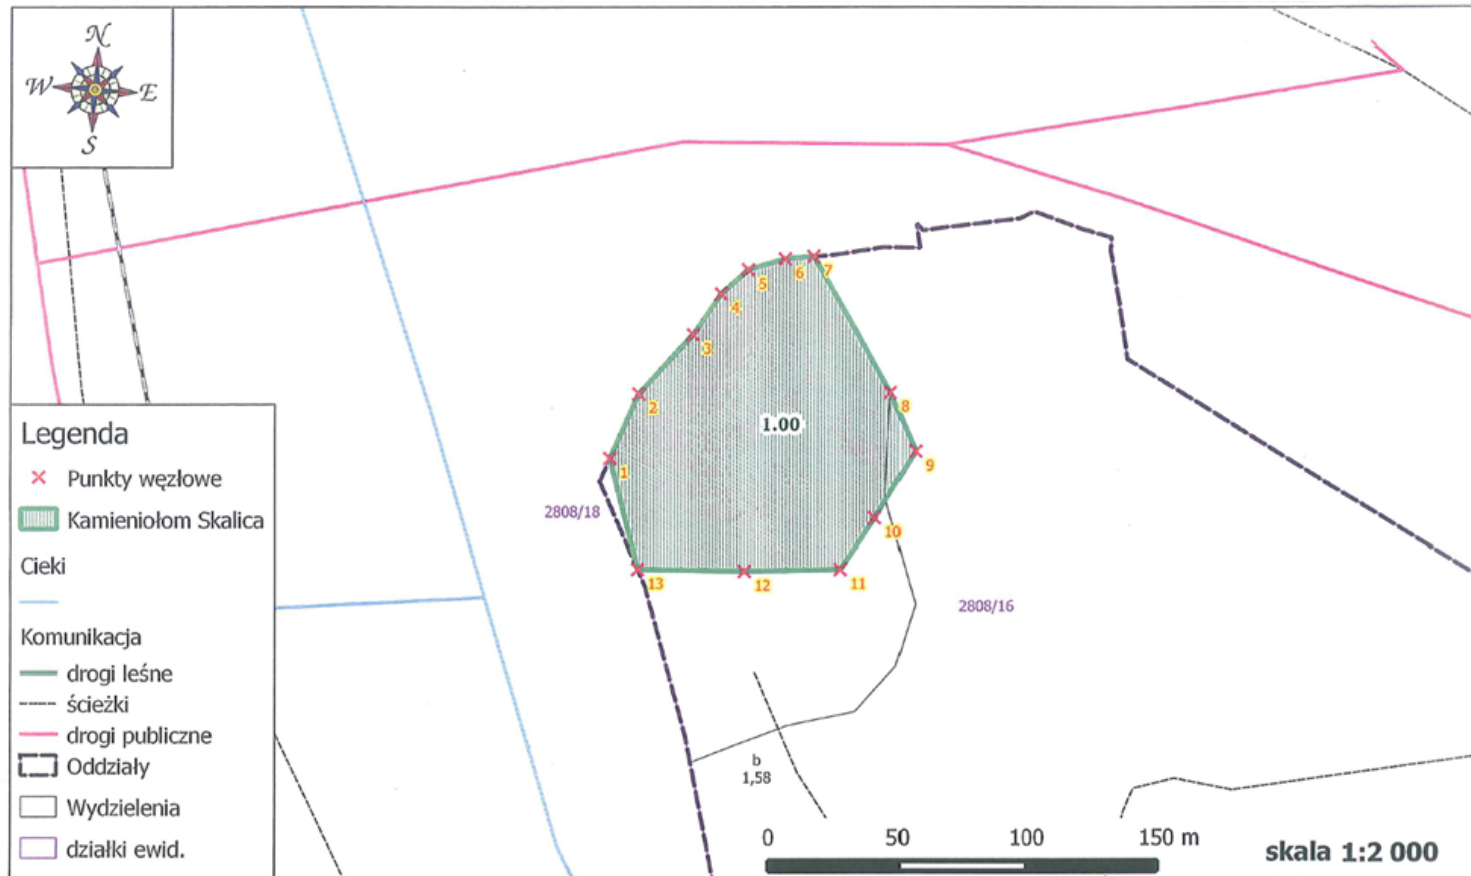 N
W E
S
7
6
5
4
3
8
2
1.00
9
1
2808/18
10
13
12
11
2808/16
b
1,58
Legenda
Punkty węzłowe
Kamieniołom Skalica
Cieki
Komunikacja
drogi leśne
ścieżki
drogi publiczne
Oddziały
Wydzielenia
działki ewid.
0 50 100 150 m
skala 1:2 000